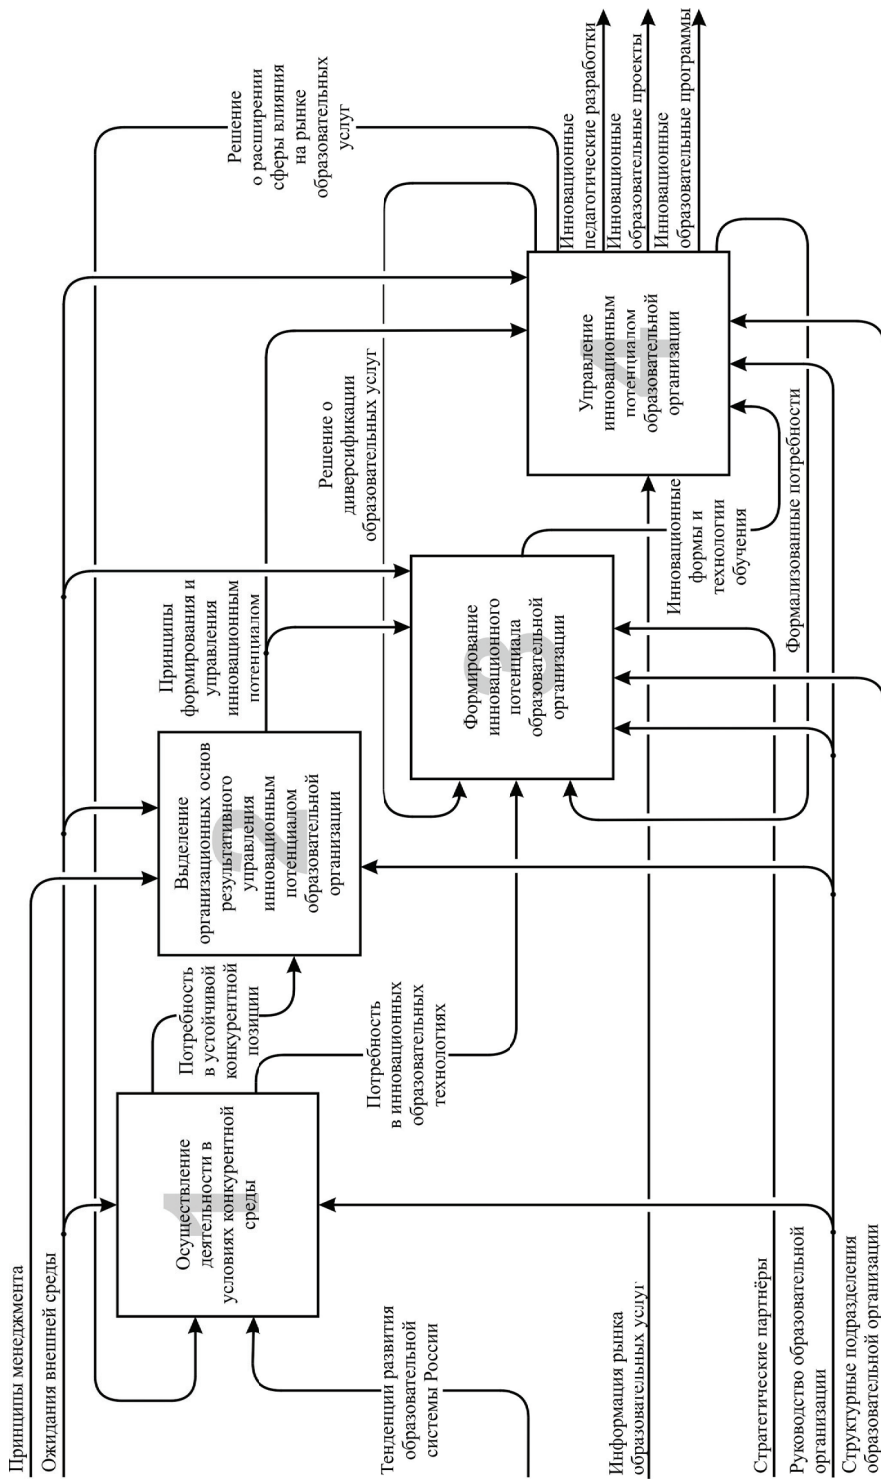 Принципы менеджмента
Ожидания внешней среды
Тенденции развития
образовательной
системы России
Информация рынка
образовательных услуг
Стратегические партнёры
Руководство образовательной
организации
Структурные подразделения
образовательной организации
1
Осуществление
деятельности в
условиях конкурентной
среды
Потребность
в устойчивой
конкурентной
позиции
Потребность
в инновационных
образовательных
технологиях
2
Выделение
организационных основ
результативного
управления
инновационным
потенциалом
образовательной
организации
Принципы
формирования и
управления
инновационным
потенциалом
3
Формирование
инновационного
потенциала
образовательной
организации
Решение о
диверсификации
образовательных услуг
Инновационные
формы и
технологии
обучения
Формализованные потребности
4
Управление
инновационным
потенциалом
образовательной
организации
Решение
о расширении
сферы влияния
на рынке
образовательных
услуг
Инновационные
педагогические разработки
Инновационные
образовательные проекты
Инновационные
образовательные программы